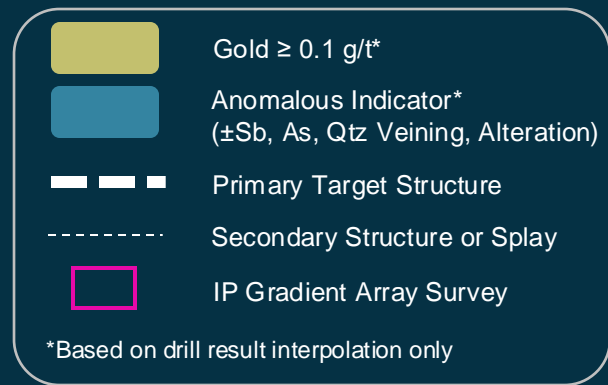 Gold ≥ 0.1 g/t*
Anomalous Indicator*
(±Sb, As, Qtz Veining, Alteration)
Primary Target Structure
Secondary Structure or Splay
IP Gradient Array Survey
*Based on drill result interpolation only